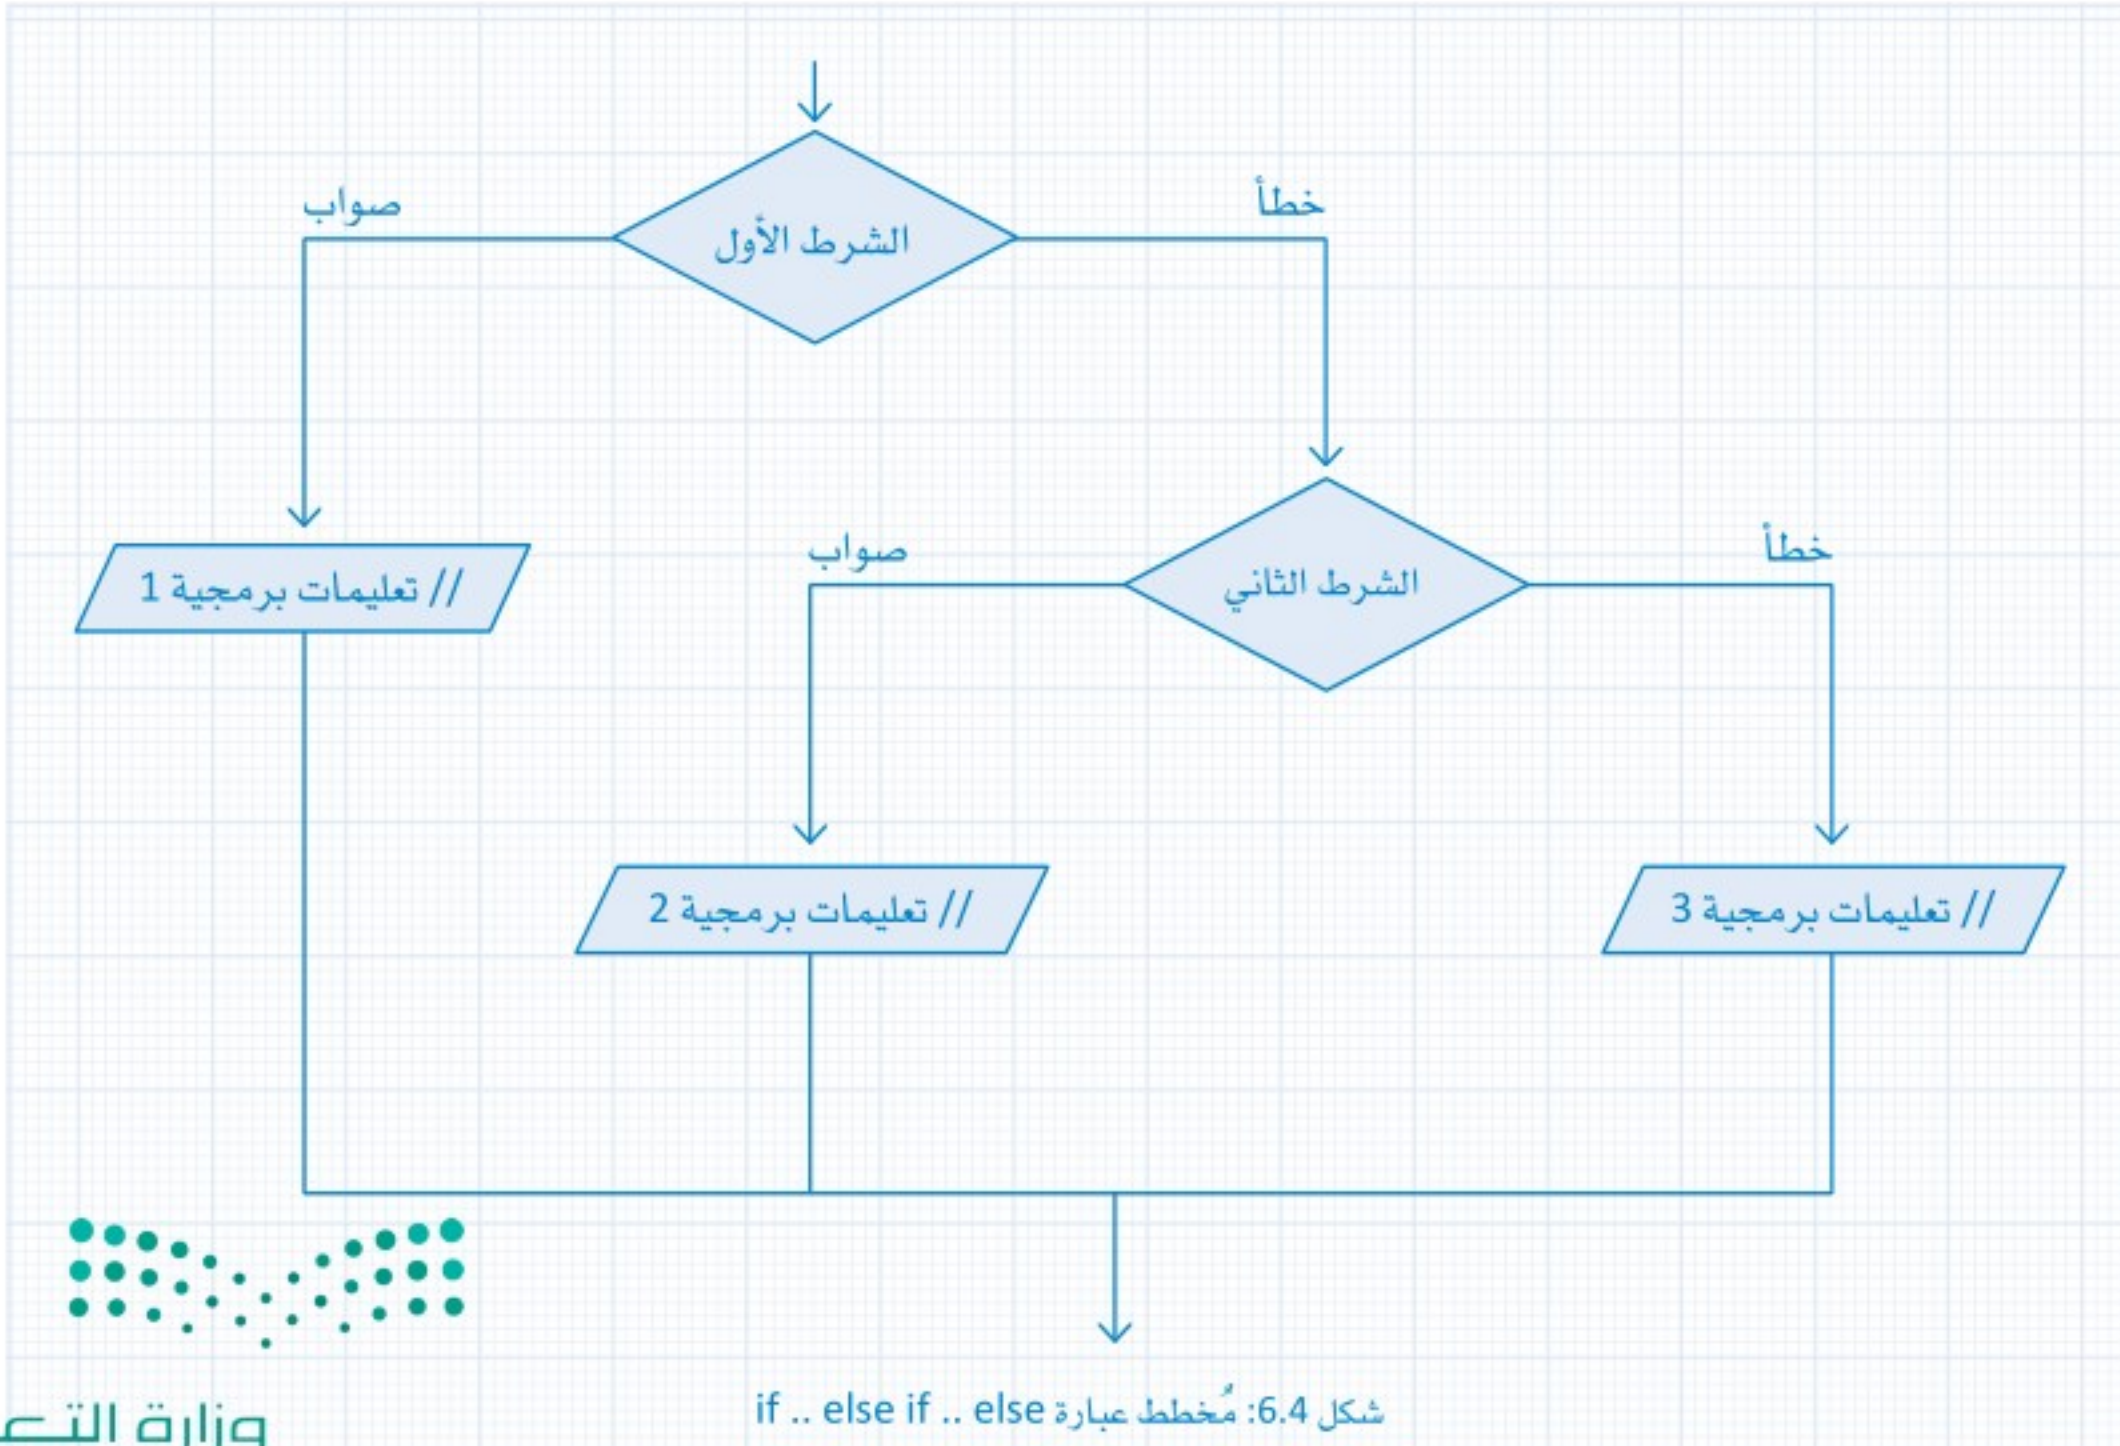 الشرط الأول
صواب
خطأ
// تعليمات برمجية 1
الشرط الثاني
صواب
خطأ
// تعليمات برمجية 2
// تعليمات برمجية 3
شكل 6.4: مُخطط عبارة if .. else if .. else
وزارة